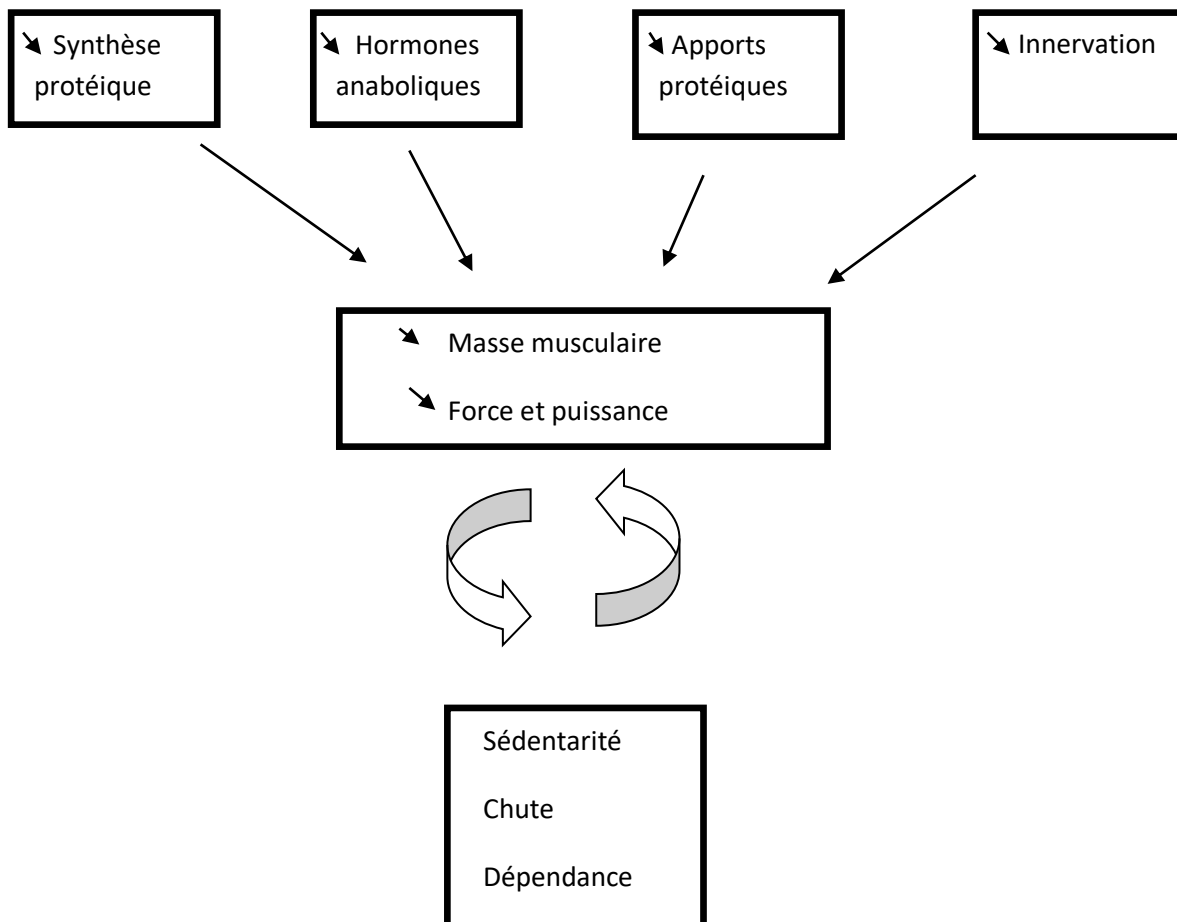 Synthèse
protéique
Hormones
anaboliques
Apports
protéiques
Innervation
Masse musculaire
Force et puissance
Sédentarité
Chute
Dépendance